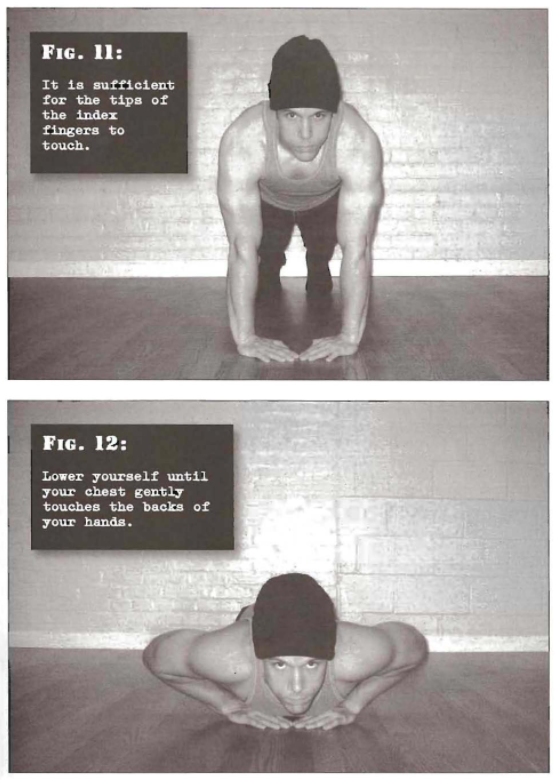 FIG. 11:
It is sufficient
for the tips of
the index
fingers to
touch.
FIG. 12:
Lower yourself until
your chest gently
touches the backs of
your hands.